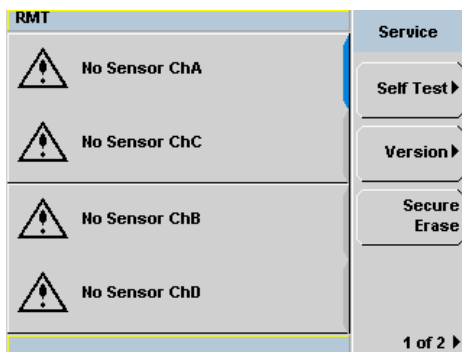 RMT
Service
No Sensor ChA
Self Test
No Sensor ChC
Version
Secure
Erase
No Sensor ChB
No Sensor ChD
1 of 2